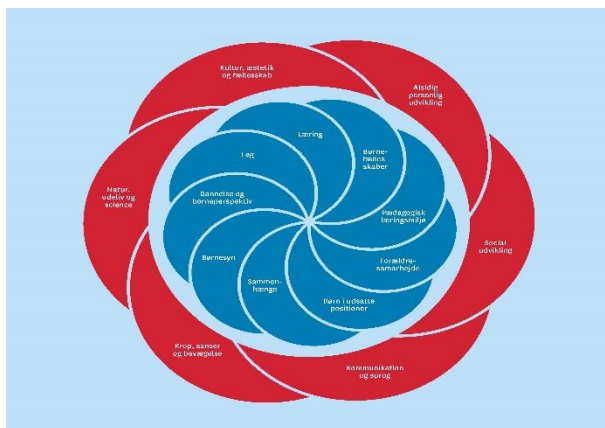 Kultur, æstetik
og fællesskab
Alsidig
personlig
udvikling
Social
udvikling
Kommunikation
og sprog
Krop, sanser
og bevægelse
Natur,
udeliv og
science
Læring
Børne-
fælles
skaber
Pædagogisk
læringsmiljø
Forældre-
samarbejde
Børn i udsatte
positioner
Sammen-
hænge
Børnesyn
Dannelse og
børneperspektiv
Leg